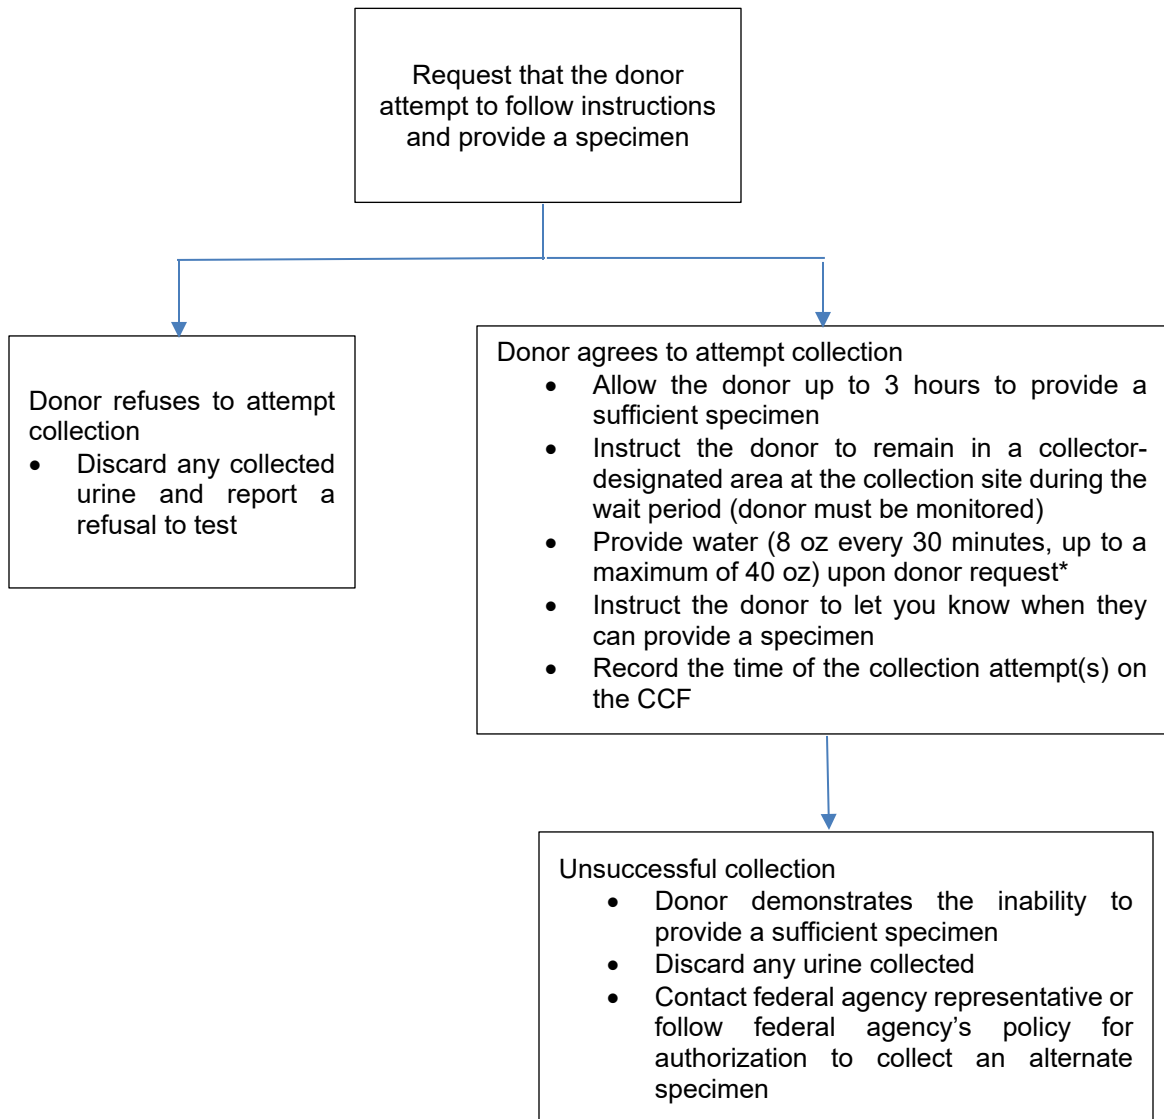 Request that the donor
attempt to follow instructions
and provide a specimen
Donor refuses to attempt
collection
• Discard any collected
urine and report a
refusal to test
Donor agrees to attempt collection
• Allow the donor up to 3 hours to provide a
sufficient specimen
• Instruct the donor to remain in a collector-
designated area at the collection site during the
wait period (donor must be monitored)
• Provide water (8 oz every 30 minutes, up to a
maximum of 40 oz) upon donor request*
• Instruct the donor to let you know when they
can provide a specimen
• Record the time of the collection attempt(s) on
the CCF
Unsuccessful collection
• Donor demonstrates the inability to
provide a sufficient specimen
• Discard any urine collected
• Contact federal agency representative or
follow federal agency’s policy for
authorization to collect an alternate
specimen